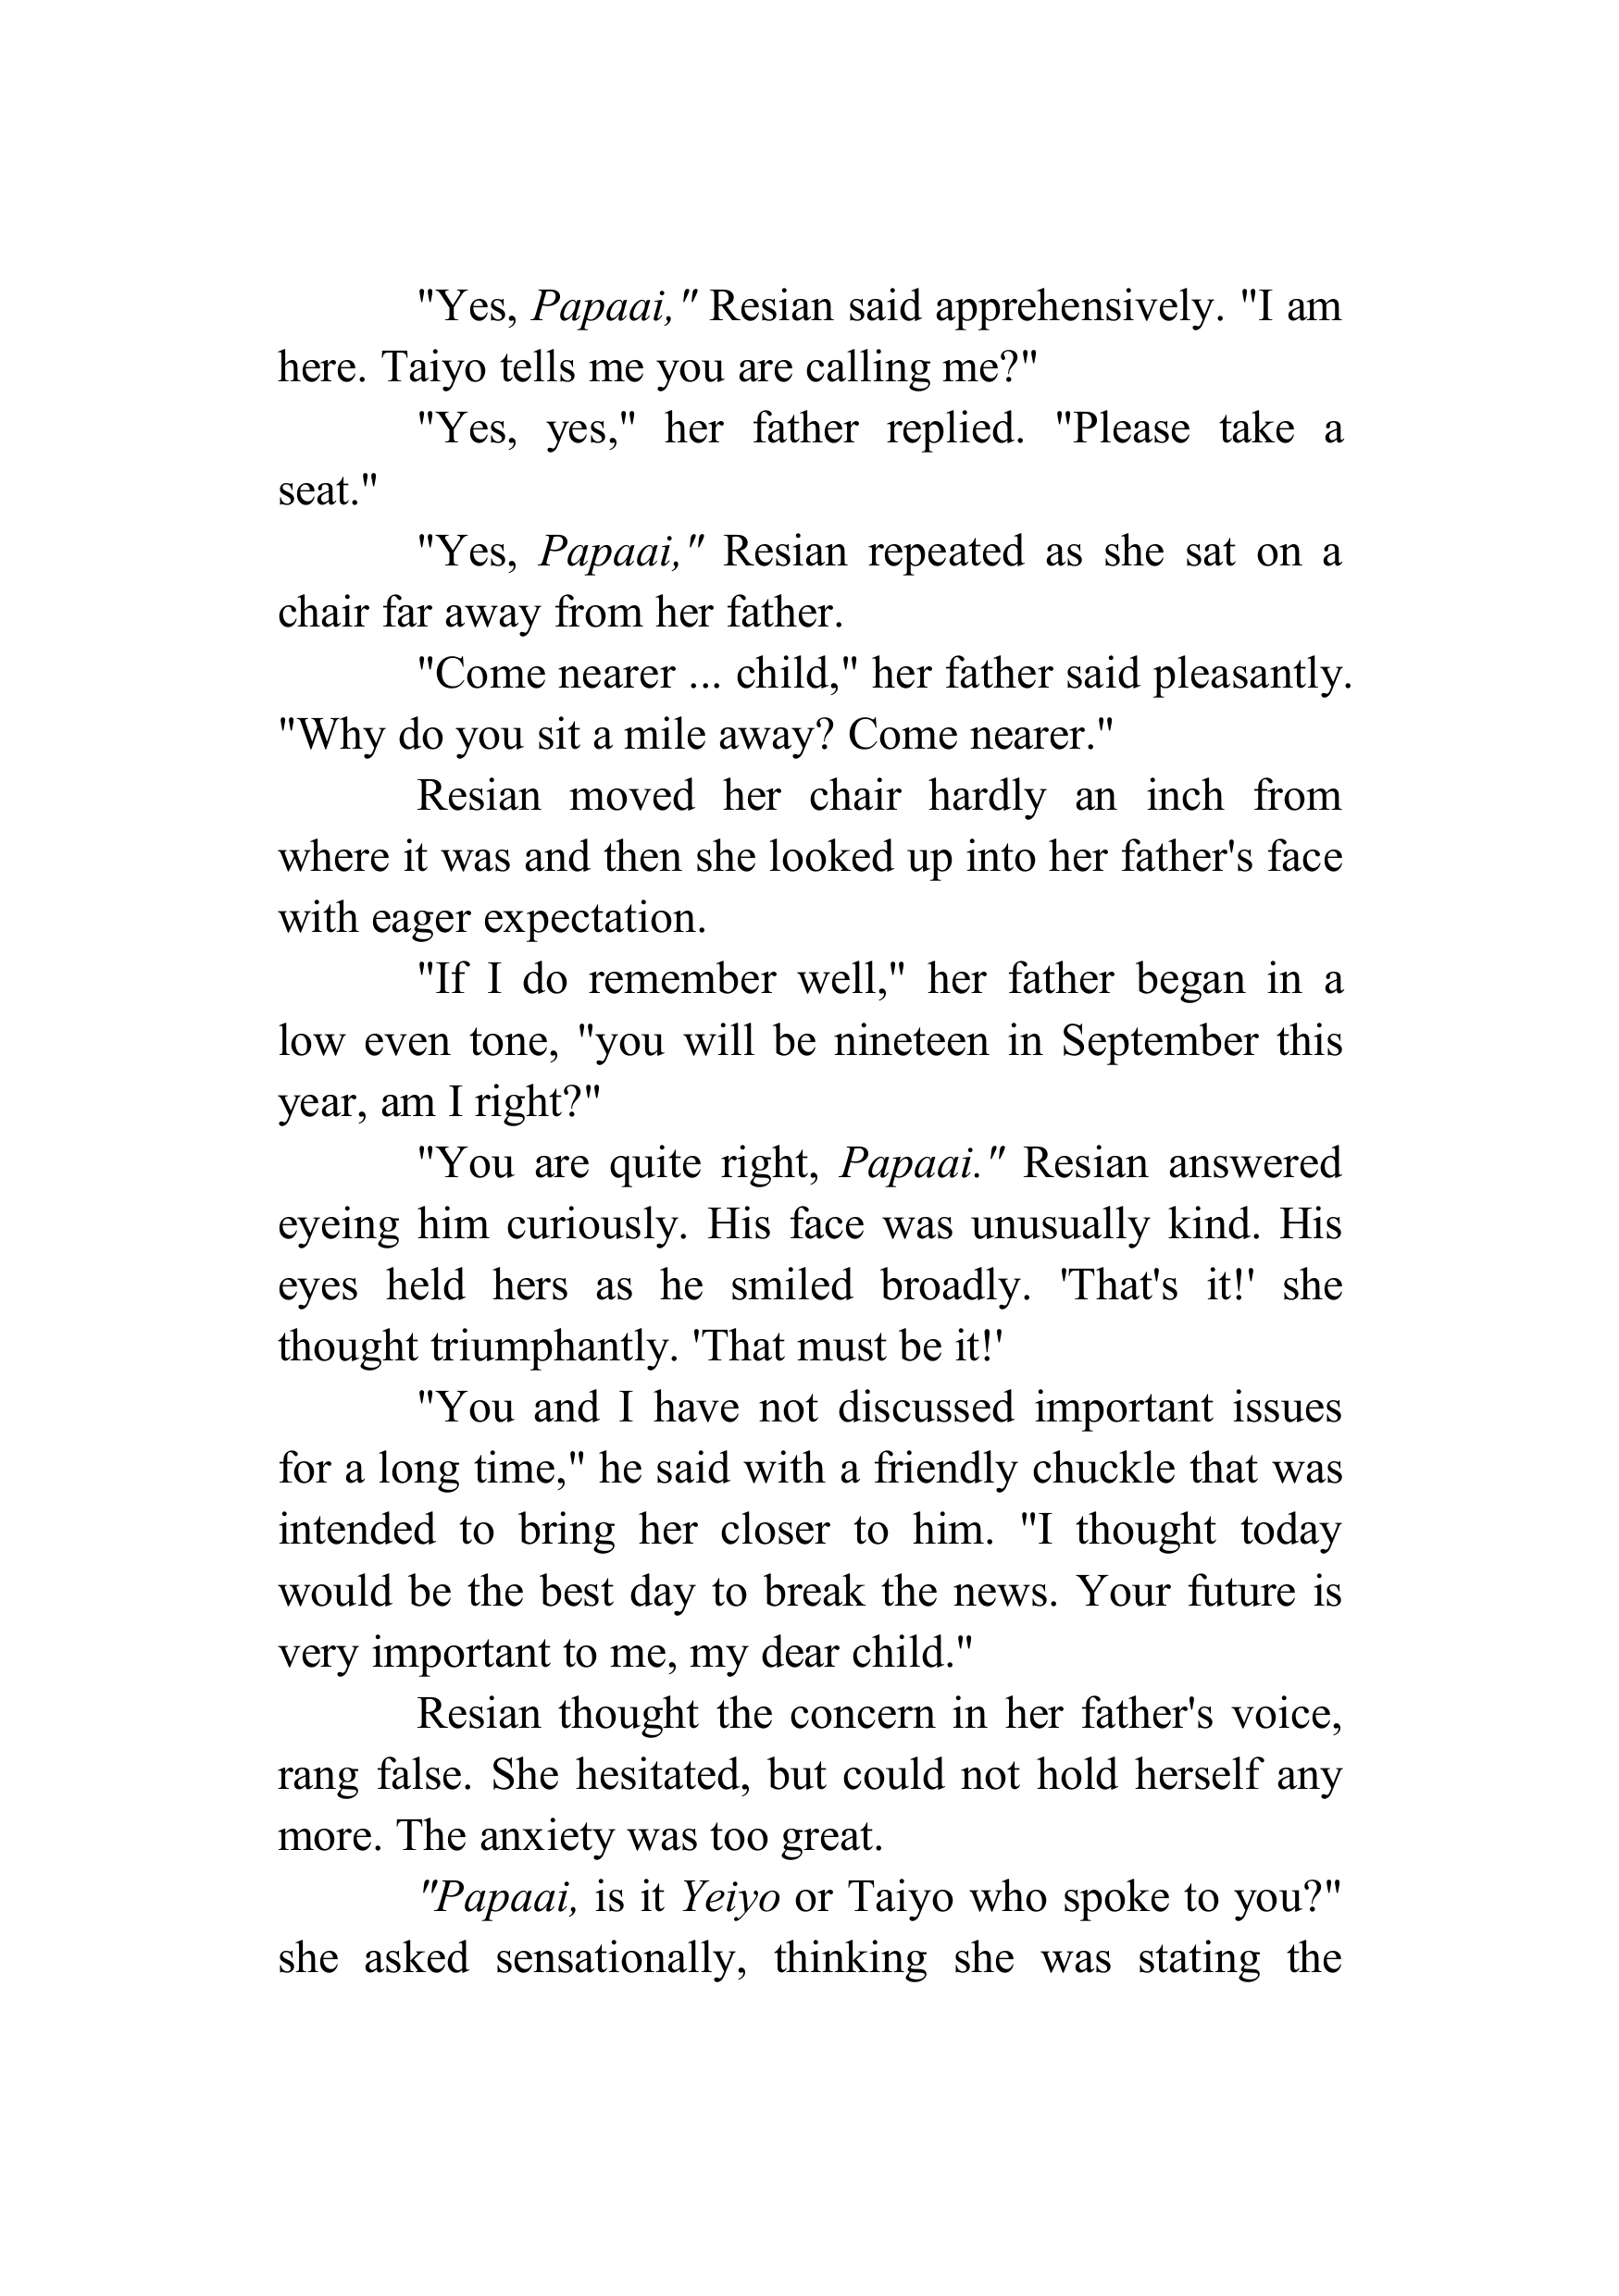 "Yes, Papaai," Resian said apprehensively. "I am
here. Taiyo tells me you are calling me?"
"Yes, yes," her father replied. "Please take a
seat."
"Yes, Papaai," Resian repeated as she sat on a
chair far away from her father.
"Come nearer ... child," her father said pleasantly.
"Why do you sit a mile away? Come nearer."
Resian moved her chair hardly an inch from
where it was and then she looked up into her father's face
with eager expectation.
"If I do remember well," her father began in a
low even tone, "you will be nineteen in September this
year, am I right?"
"You are quite right, Papaai." Resian answered
eyeing him curiously. His face was unusually kind. His
eyes held hers as he smiled broadly. 'That's it!' she
thought triumphantly. 'That must be it!'
"You and I have not discussed important issues
for a long time," he said with a friendly chuckle that was
intended to bring her closer to him. "I thought today
would be the best day to break the news. Your future is
very important to me, my dear child."
Resian thought the concern in her father's voice,
rang false. She hesitated, but could not hold herself any
more. The anxiety was too great.
"Papaai, is it Yeiyo or Taiyo who spoke to you?"
she asked sensationally, thinking she was stating the